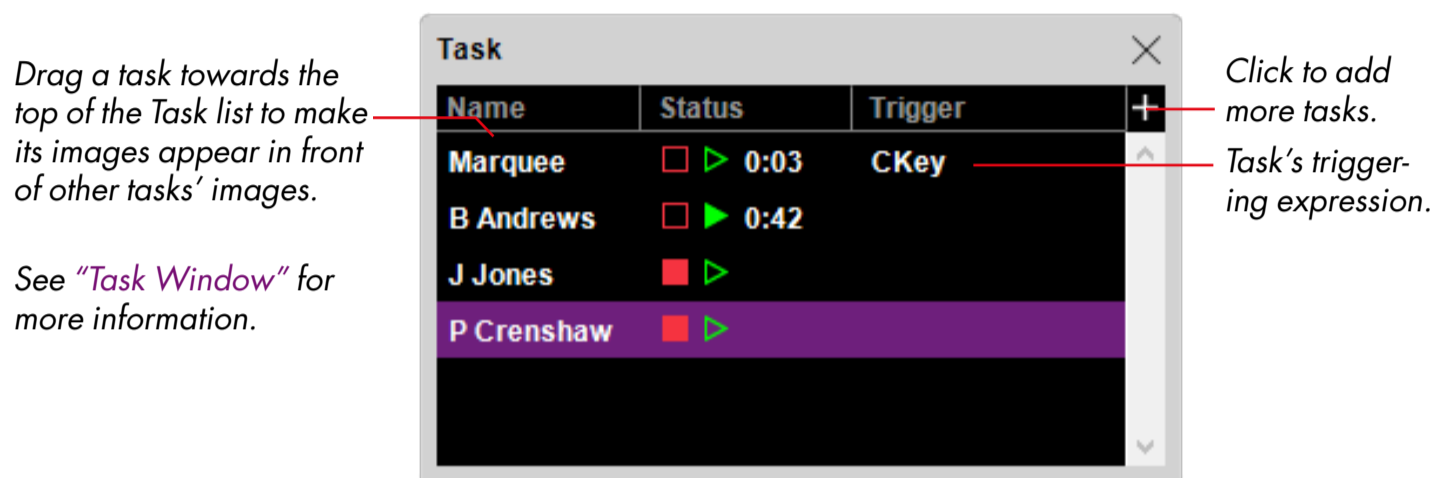 Drag a task towards the
top of the Task list to make
its images appear in front
of other tasks’ images.
See “Task Window” for
more information.
Task
Name Status Trigger
Marquee 0:03 CKey
B Andrews 0:42
J Jones
P Crenshaw
Click to add
more tasks.
Task’s trigger-
ing expression.